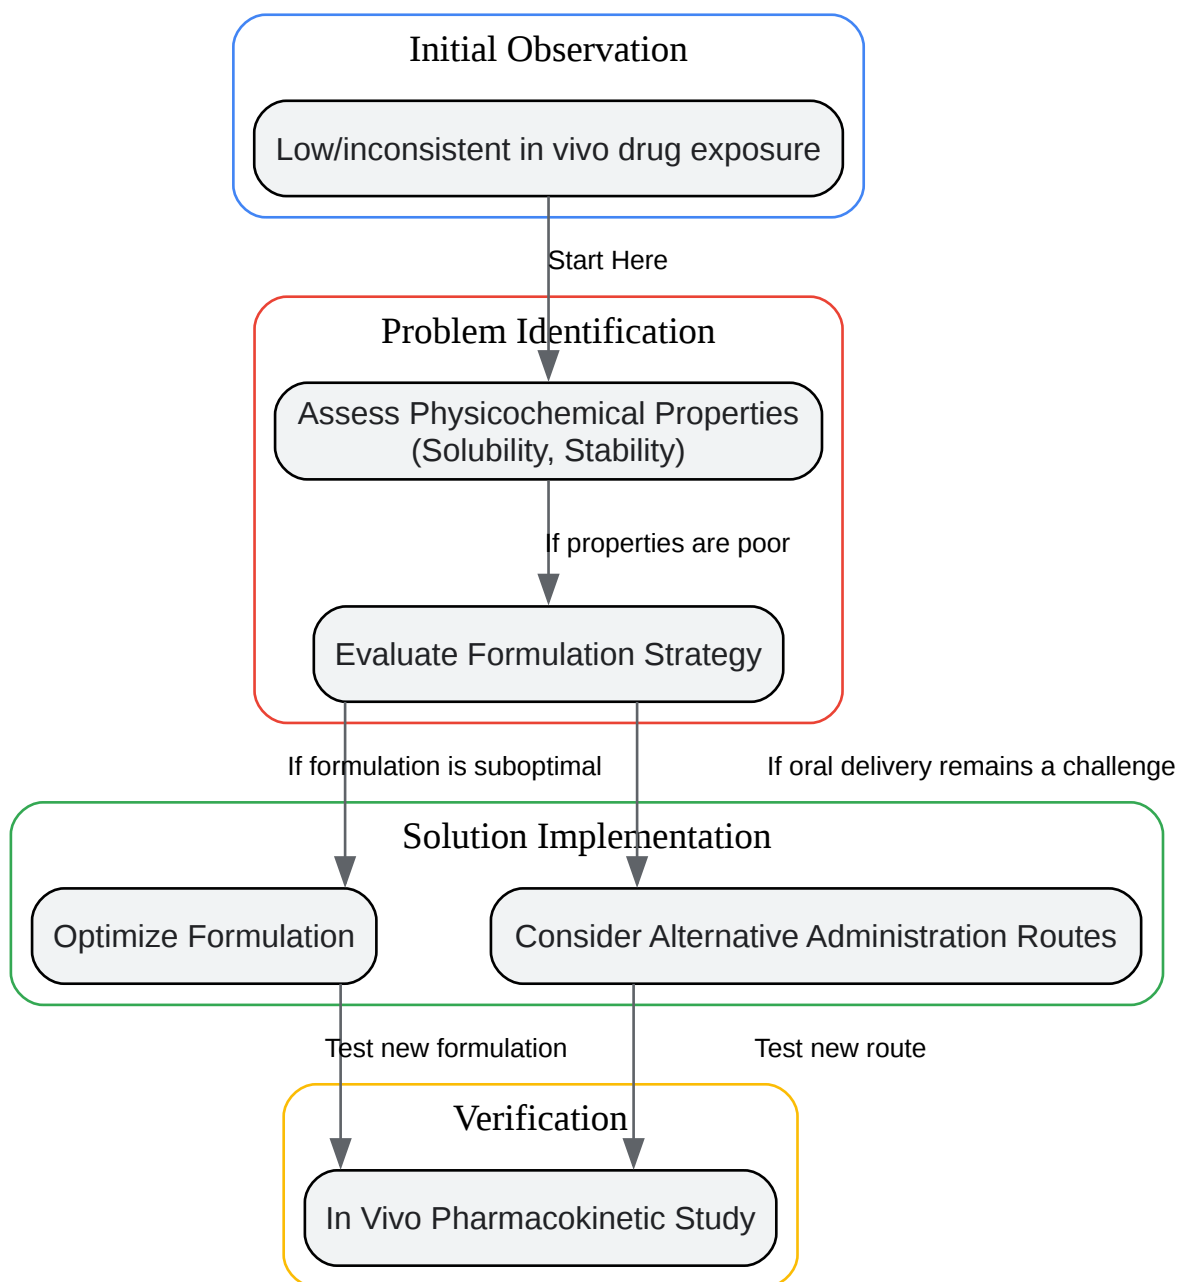 Initial Observation
Low/inconsistent in vivo drug exposure
Start Here
Problem Identification
Assess Physicochemical Properties
(Solubility, Stability)
If properties are poor
Evaluate Formulation Strategy
If formulation is suboptimal
If oral delivery remains a challenge
Solution Implementation
Optimize Formulation
Consider Alternative Administration Routes
Test new formulation
Test new route
Verification
In Vivo Pharmacokinetic Study